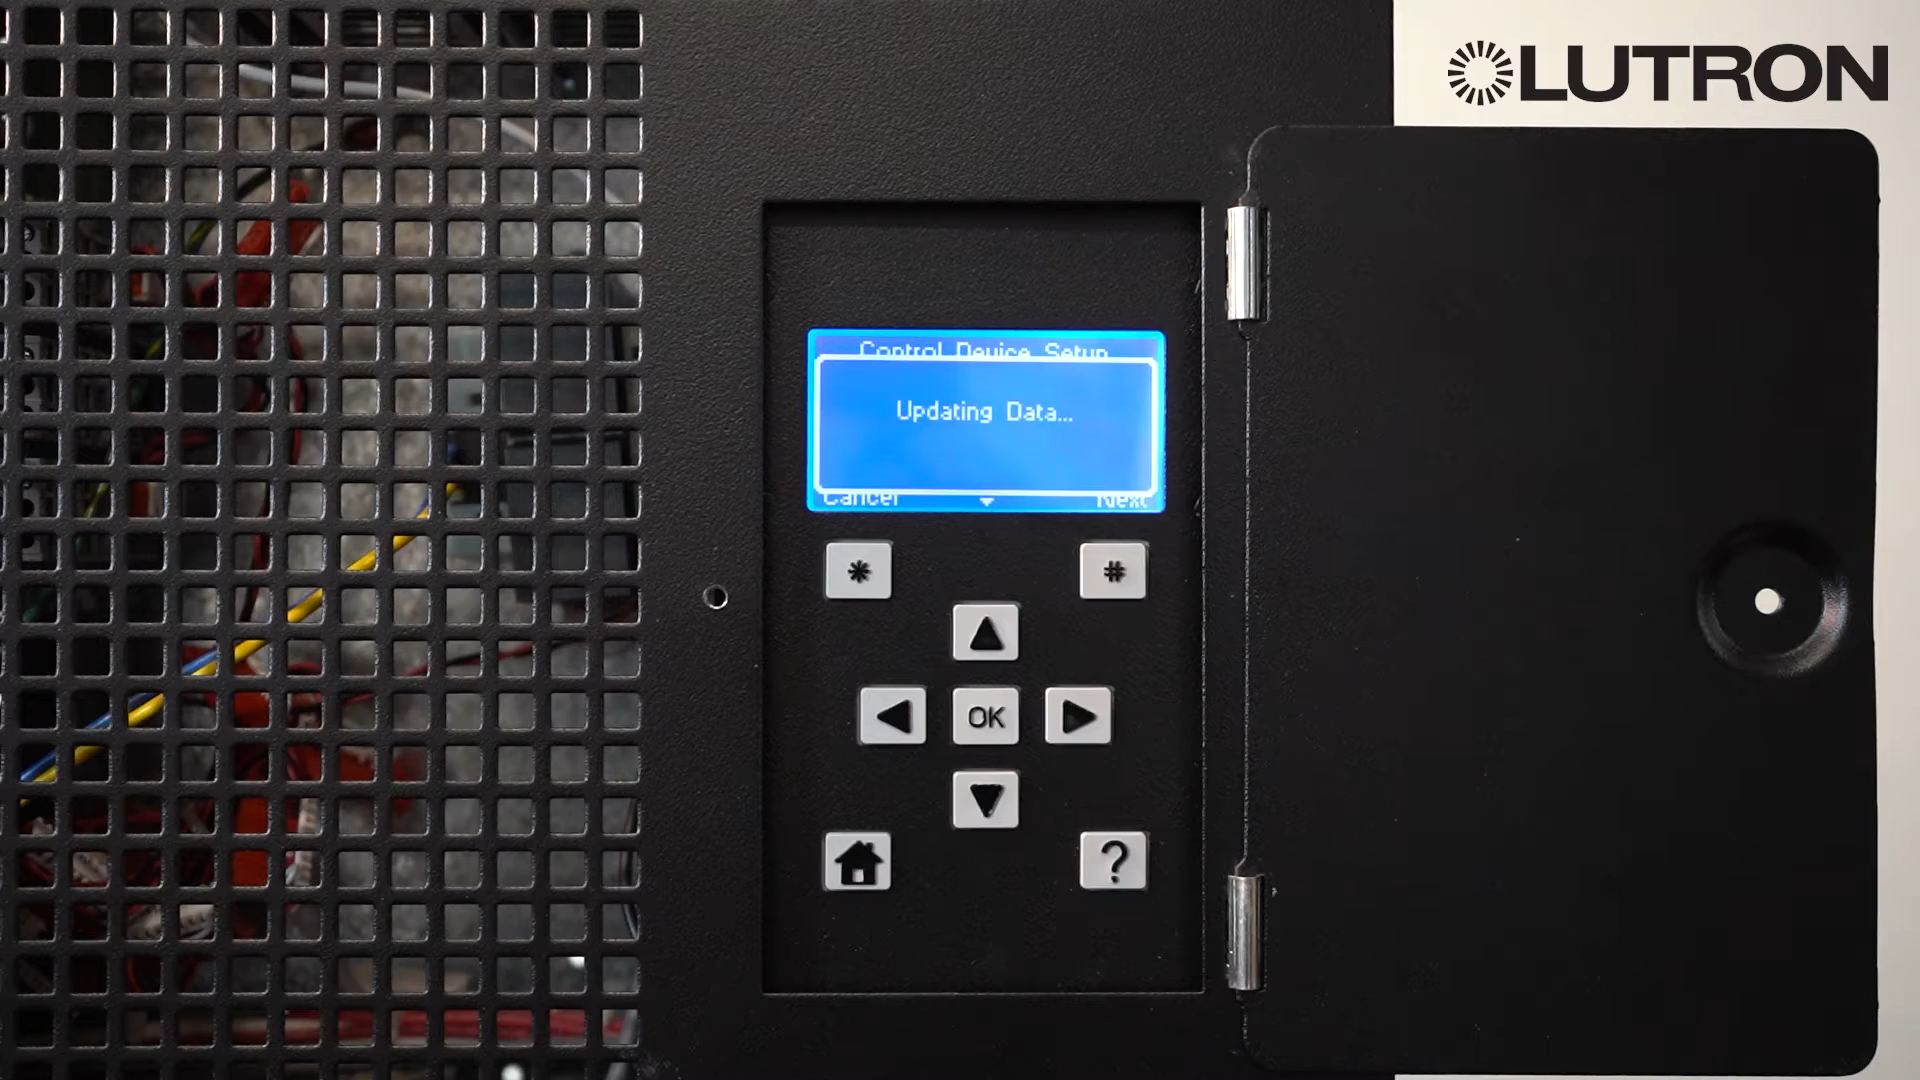 LUTRON
Control Device Setup
Updating Data...
Cancel
Next
*
#
OK
?